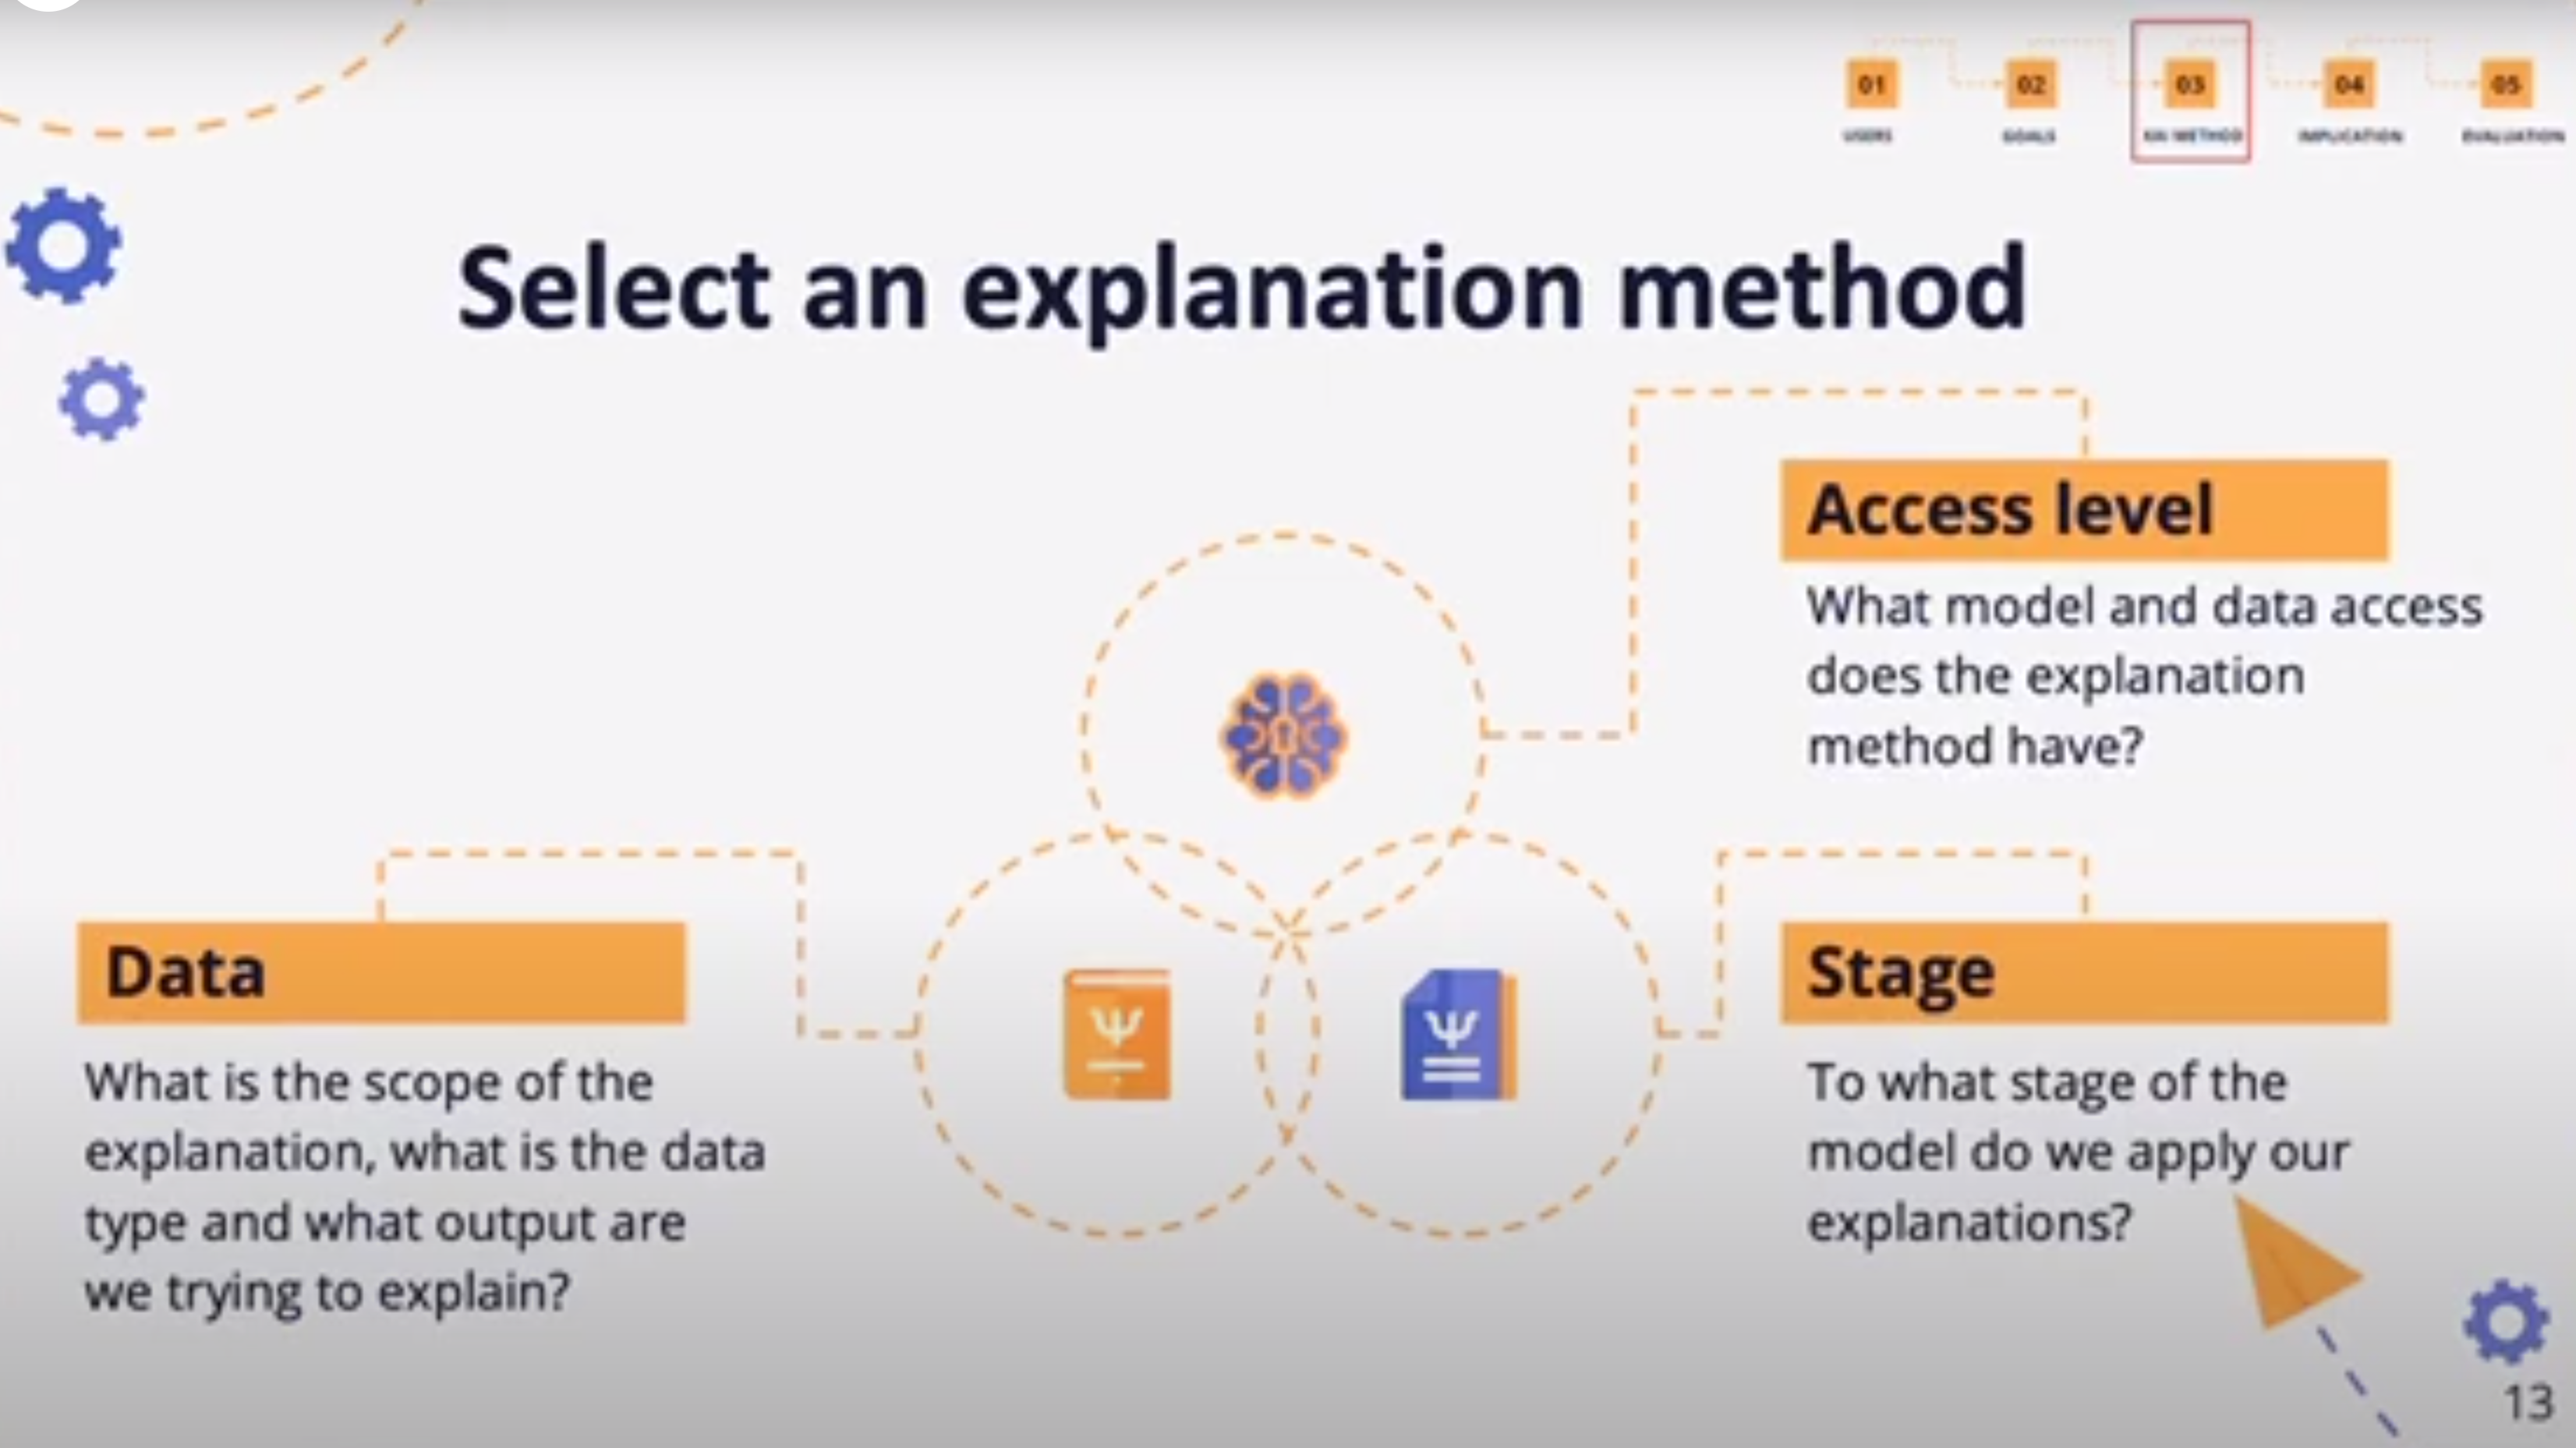 01
02
03
04
05
USERS
GOALS
XAI METHOD
IMPLICATION
EVALUATION
Select an explanation method
Access level
What model and data access
does the explanation
method have?
Data
What is the scope of the
explanation, what is the data
type and what output are
we trying to explain?
Stage
To what stage of the
model do we apply our
explanations?
13